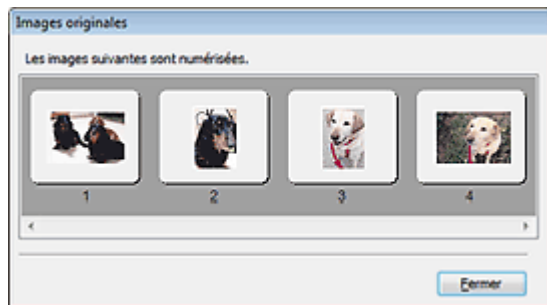 Images originales
Les images suivantes sont numérisées.
1 2 3 4
Fermer